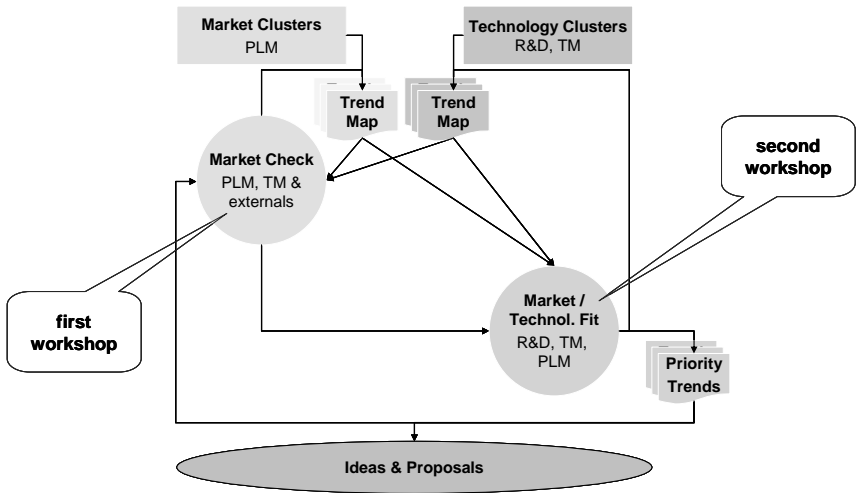 Market Clusters
PLM
Technology Clusters
R&D, TM
Trend
Map
Trend
Map
Market Check
PLM, TM &
externals
second
workshop
first
workshop
Market /
Technol. Fit
R&D, TM,
PLM
Priority
Trends
Ideas & Proposals